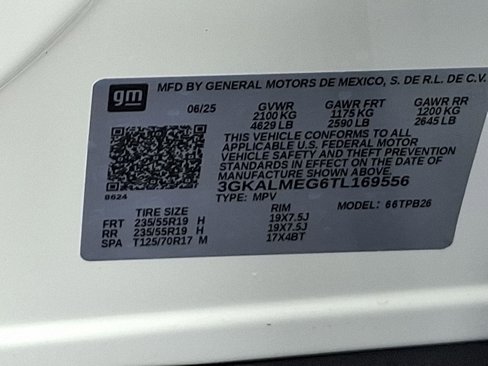 gm
MFD BY GENERAL MOTORS DE MEXICO, S. DE R.L. DE C.V.
06/25 GVWR GAWR FRT GAWR RR
2100 KG 1175 KG 1200 KG
4629 LB 2590 LB 2645 LB
THIS VEHICLE CONFORMS TO ALL
APPLICABLE U.S. FEDERAL MOTOR
VEHICLE SAFETY AND THEFT PREVENTION
STANDARDS IN EFFECT ON THE DATE OF
MANUFACTURE SHOWN ABOVE.
3GKALMEG6TL169556
8624
TYPE: MPV MODEL: 66TPB26
TIRE SIZE RIM
FRT 235/55R19 H 19X7.5J
RR 235/55R19 H 19X7.5J
SPA T125/70R17 M 17X4BT